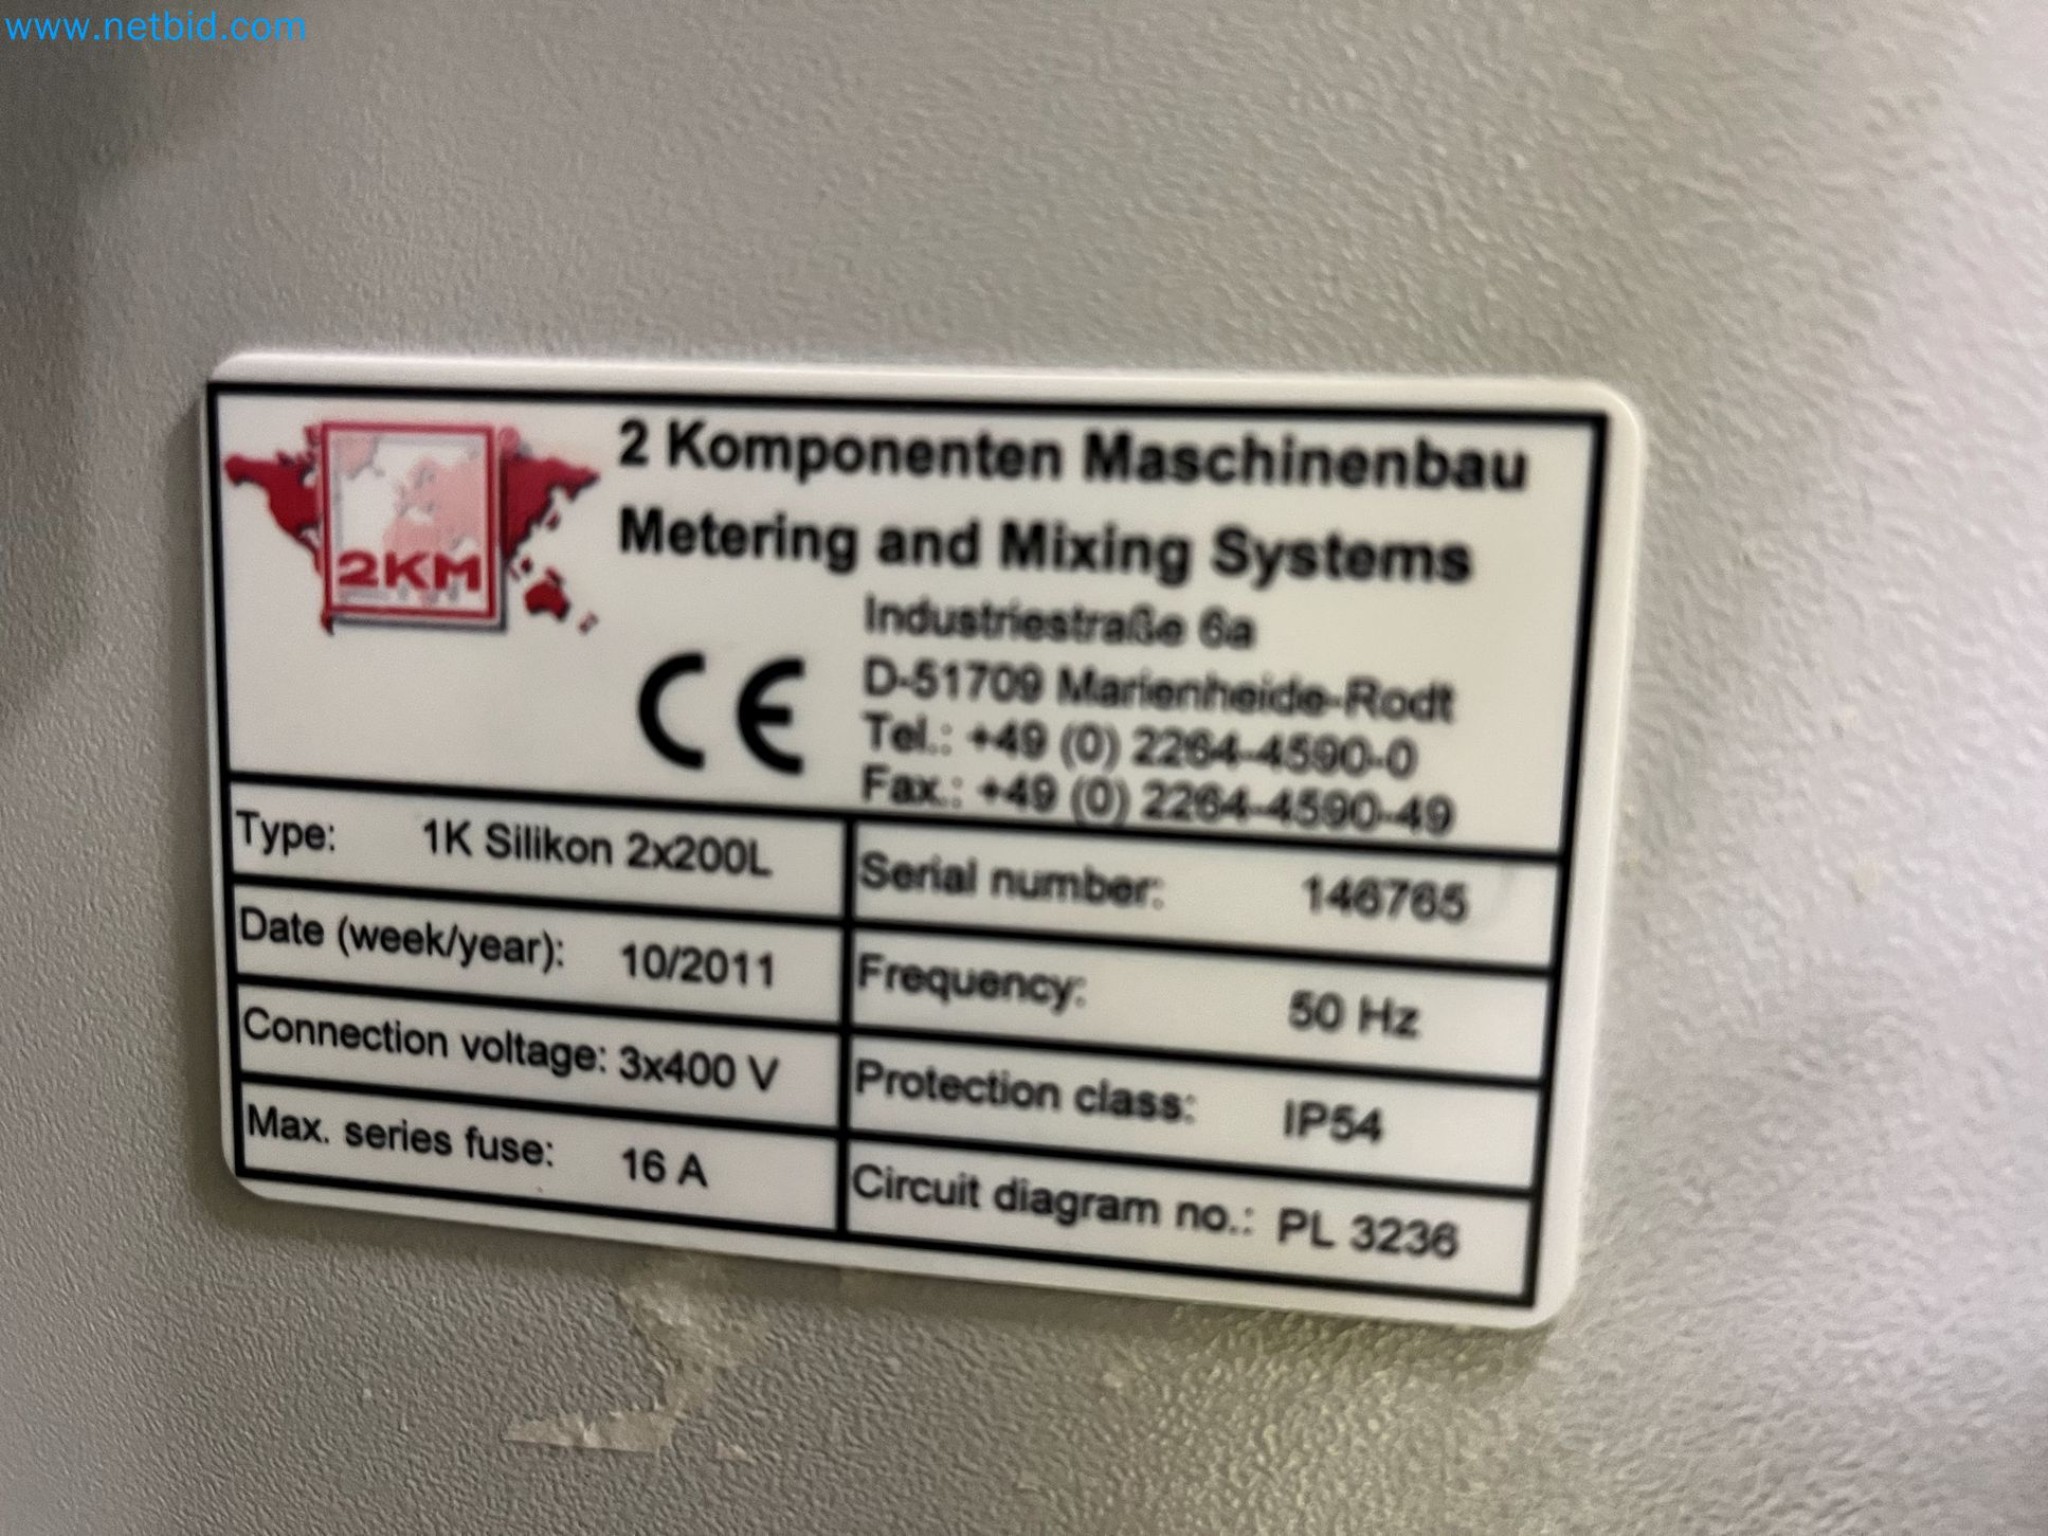 www.netbid.com
2 Komponenten Maschinenbau
Metering and Mixing Systems
2KM
Industriestraße 6a
CE
D-51709 Marienheide-Rodt
Tel.: +49 (0) 2264-4590-0
Fax.: +49 (0) 2264-4590-49
Type: 1K Silikon 2x200L
Serial number: 146765
Date (week/year): 10/2011
Frequency: 50 Hz
Connection voltage: 3x400 V
Protection class: IP54
Max. series fuse: 16 A
Circuit diagram no.: PL 3236